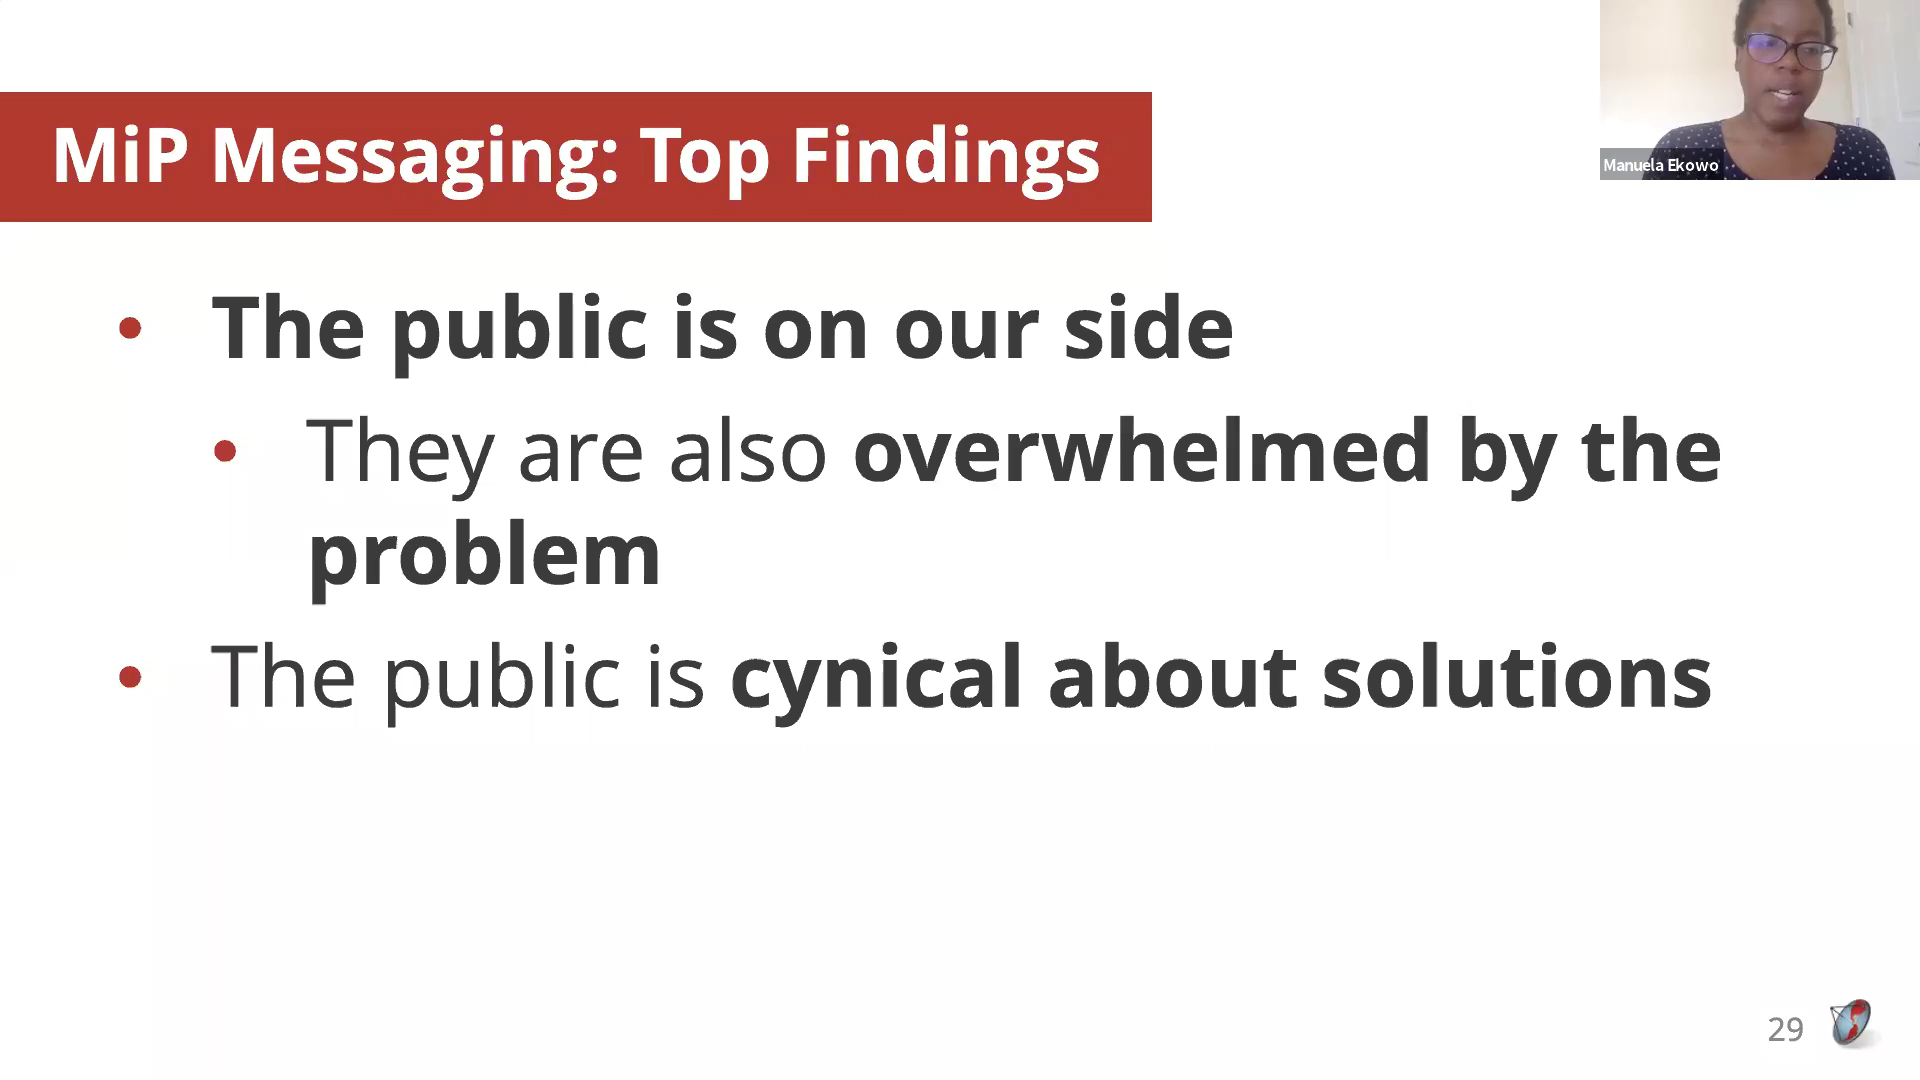 MiP Messaging: Top Findings
Manuela Ekowo
• The public is on our side
• They are also overwhelmed by the
problem
• The public is cynical about solutions
29